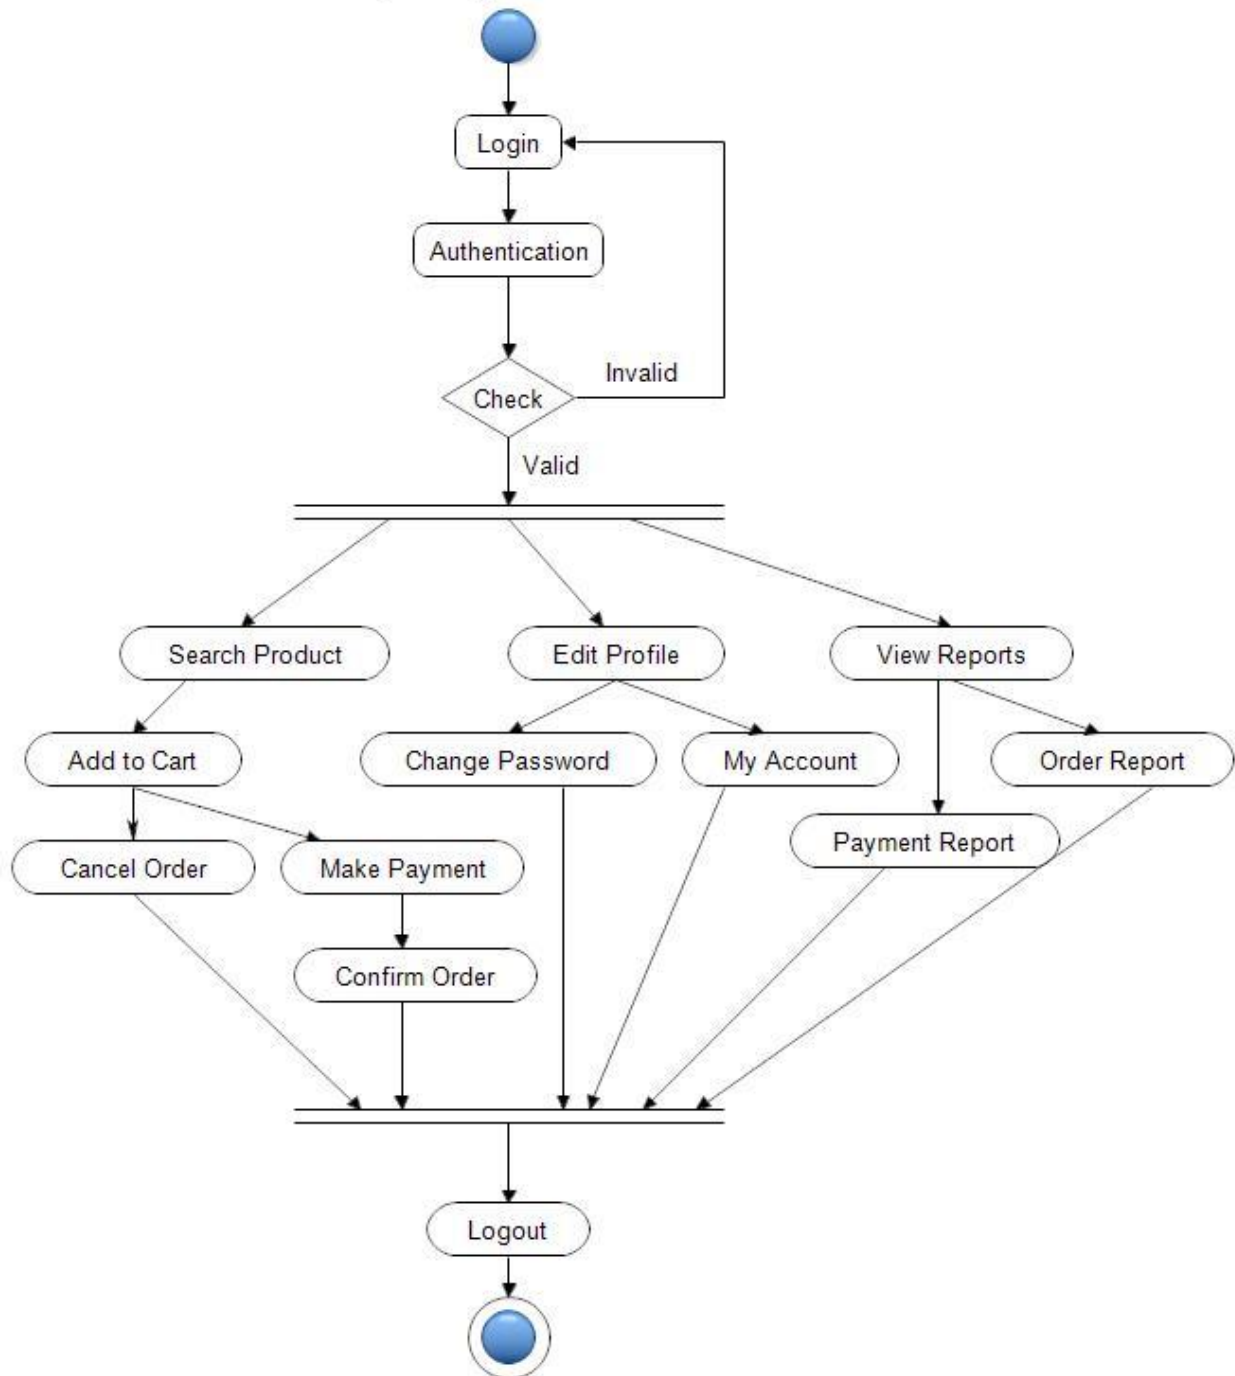 Login
Authentication
Invalid
Check
Valid
Search Product
Edit Profile
View Reports
Add to Cart
Change Password
My Account
Order Report
Payment Report
Cancel Order
Make Payment
Confirm Order
Logout